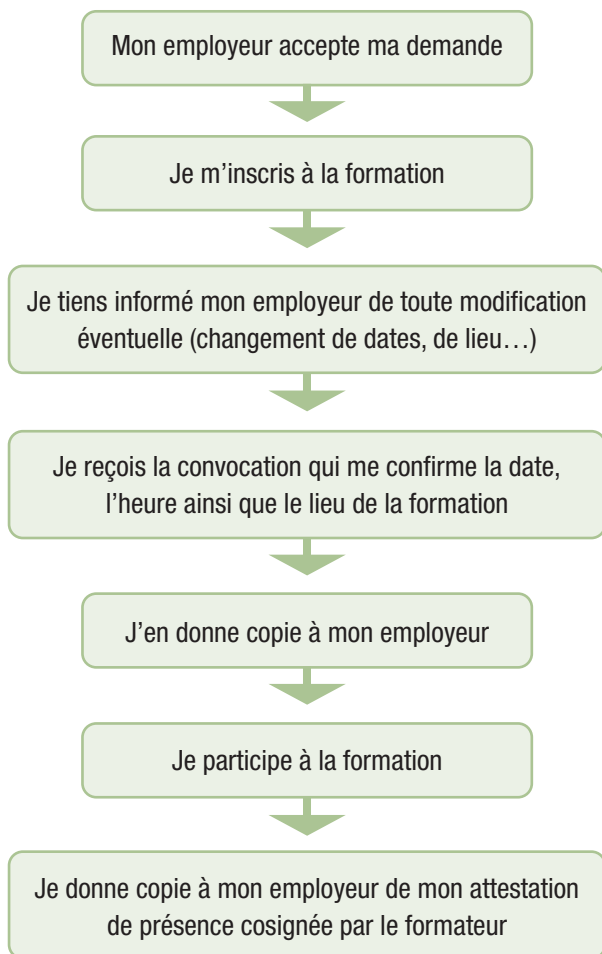 Mon employeur accepte ma demande
Je m’inscris à la formation
Je tiens informé mon employeur de toute modification
éventuelle (changement de dates, de lieu…)
Je reçois la convocation qui me confirme la date,
l’heure ainsi que le lieu de la formation
J’en donne copie à mon employeur
Je participe à la formation
Je donne copie à mon employeur de mon attestation
de présence cosignée par le formateur